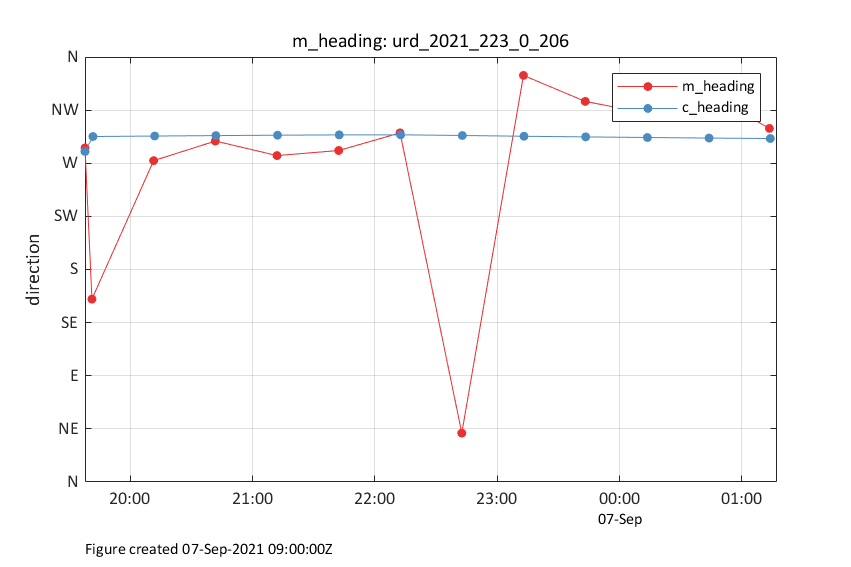 m_heading: urd_2021_223_0_206
N
NW
W
SW
S
SE
E
NE
N
direction
m_heading
c_heading
20:00
21:00
22:00
23:00
00:00
01:00
07-Sep
Figure created 07-Sep-2021 09:00:00Z